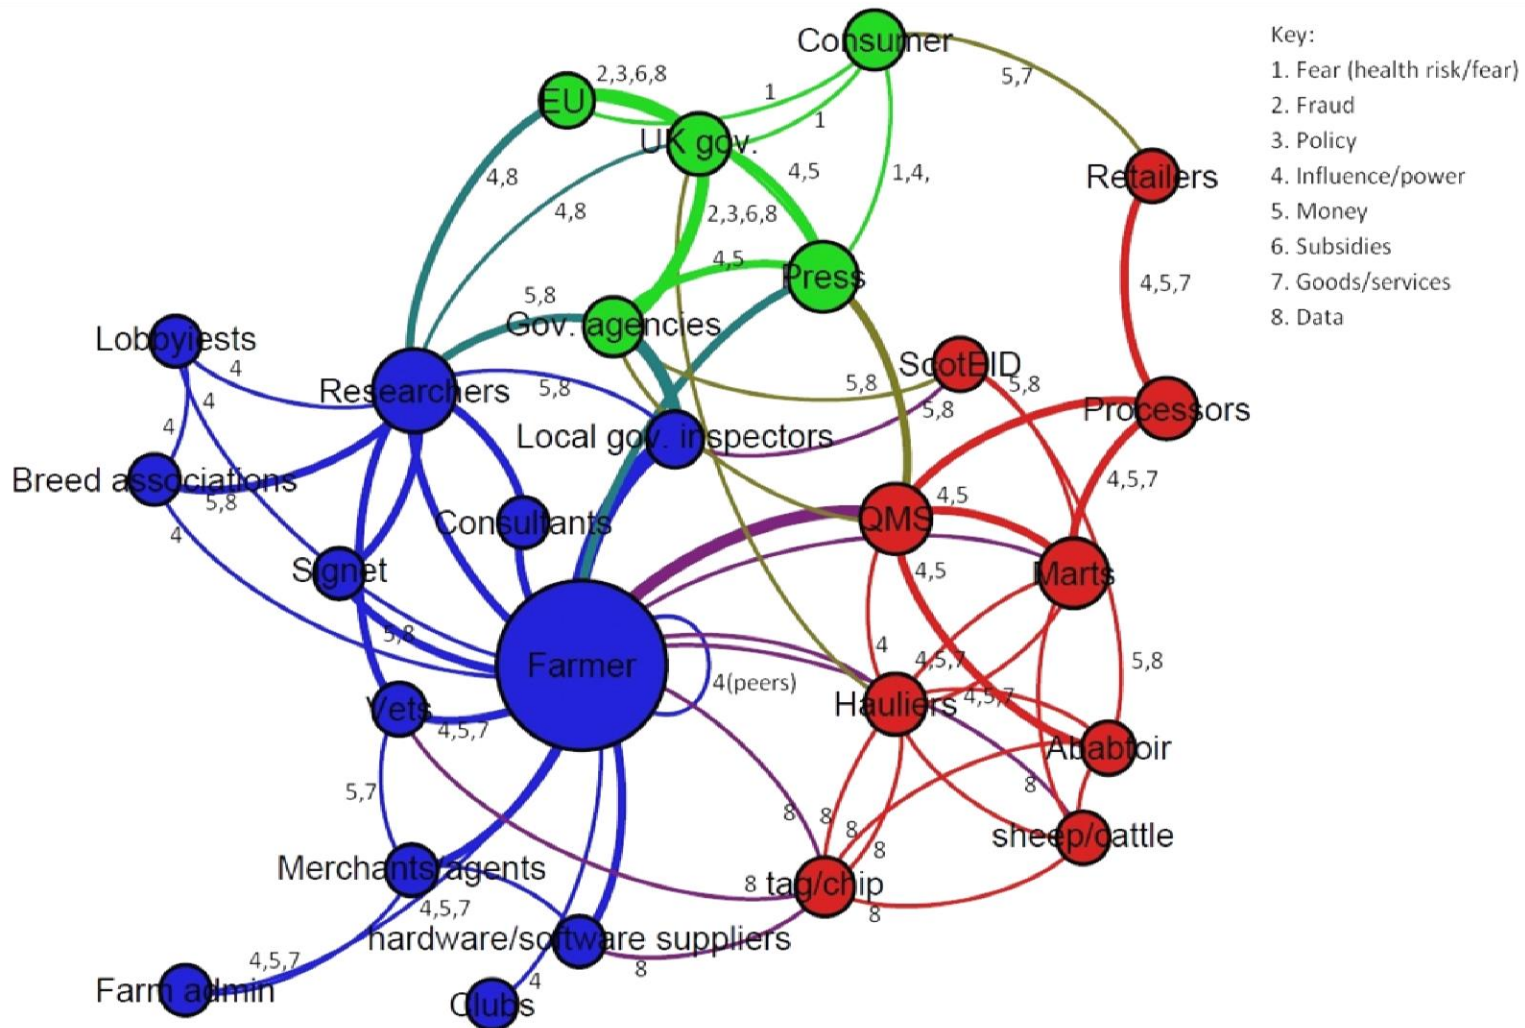 Consumer
Key:
1. Fear (health risk/fear)
2. Fraud
3. Policy
4. Influence/power
5. Money
6. Subsidies
7. Goods/services
8. Data
2,3,6,8
5,7
EU
1
1
UK gov.
4,5
1,4,
Retailers
4,8
4,8
2,3,6,8
4,5
Press
4,5,7
5,8
Gov. agencies
Lobbyiests
4
ScotEID
5,8
5,8
5,8
Researchers
4
5,8
Processors
4
Local gov. inspectors
Breed associations
5,8
4,5
4,5,7
4
Consultants
QMS
Signet
4,5
Marts
5,8
4
Farmer
4,5,7
5,8
4(peers)
4,5,7
Vets
Hauliers
4,5,7
Ababtoir
5,7
8
8
8
8
8
sheep/cattle
Merchants/agents
8
tag/chip
4,5,7
8
hardware/software suppliers
4,5,7
8
4
Farm admin
Clubs